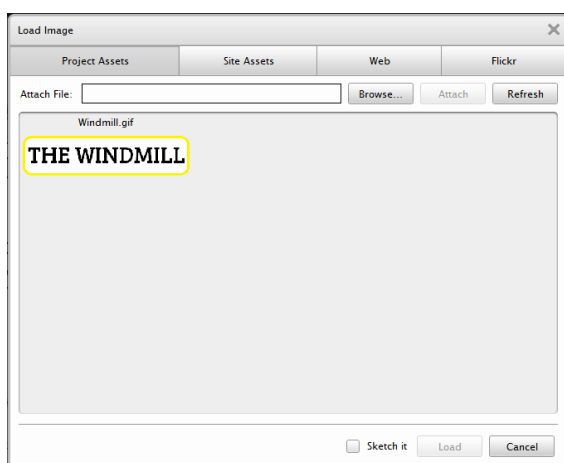 Load Image
Project Assets Site Assets Web Flickr
Attach File: Browse... Attach Refresh
Windmill.gif
THE WINDMILL
Sketch it Load Cancel